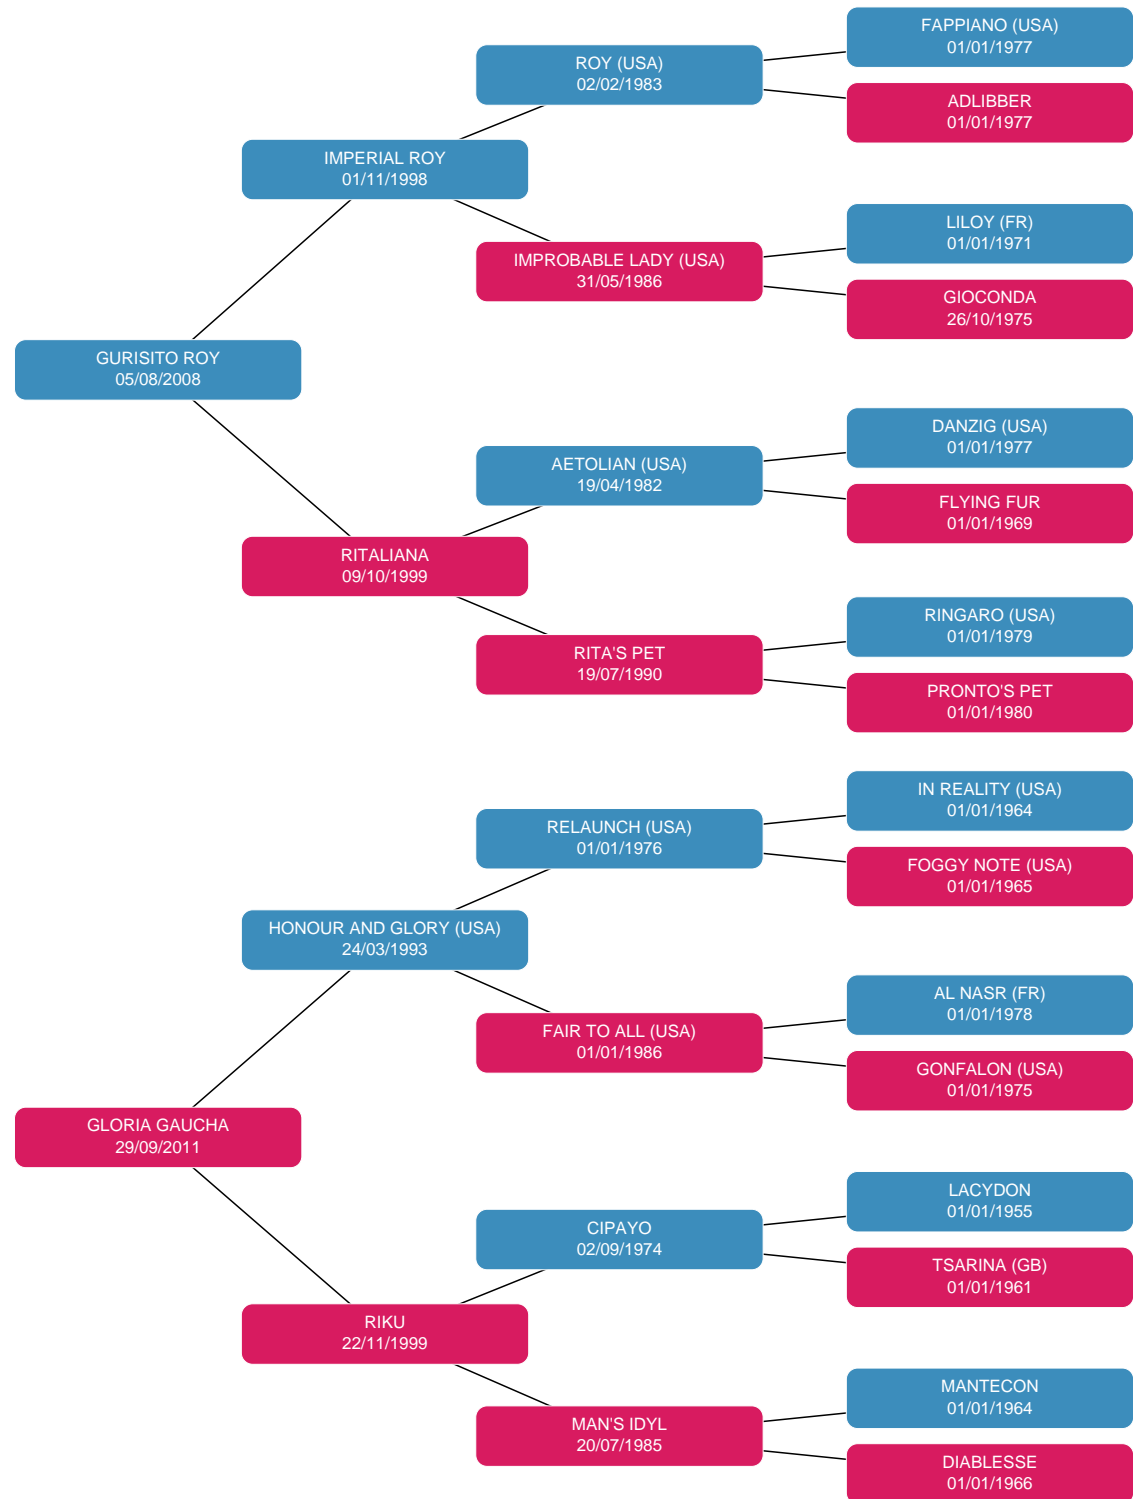 FAPPIANO (USA)
01/01/1977
ROY (USA)
02/02/1983
ADLIBBER
01/01/1977
IMPERIAL ROY
01/11/1998
LILOY (FR)
01/01/1971
IMPROBABLE LADY (USA)
31/05/1986
GIOCONDA
26/10/1975
GURISITO ROY
05/08/2008
DANZIG (USA)
01/01/1977
AETOLIAN (USA)
19/04/1982
FLYING FUR
01/01/1969
RITALIANA
09/10/1999
RINGARO (USA)
01/01/1979
RITA'S PET
19/07/1990
PRONTO'S PET
01/01/1980
IN REALITY (USA)
01/01/1964
RELAUNCH (USA)
01/01/1976
FOGGY NOTE (USA)
01/01/1965
HONOUR AND GLORY (USA)
24/03/1993
AL NASR (FR)
01/01/1978
FAIR TO ALL (USA)
01/01/1986
GONFALON (USA)
01/01/1975
GLORIA GAUCHA
29/09/2011
LACYDON
01/01/1955
CIPAYO
02/09/1974
TSARINA (GB)
01/01/1961
RIKU
22/11/1999
MANTECON
01/01/1964
MAN'S IDYL
20/07/1985
DIABLESSE
01/01/1966